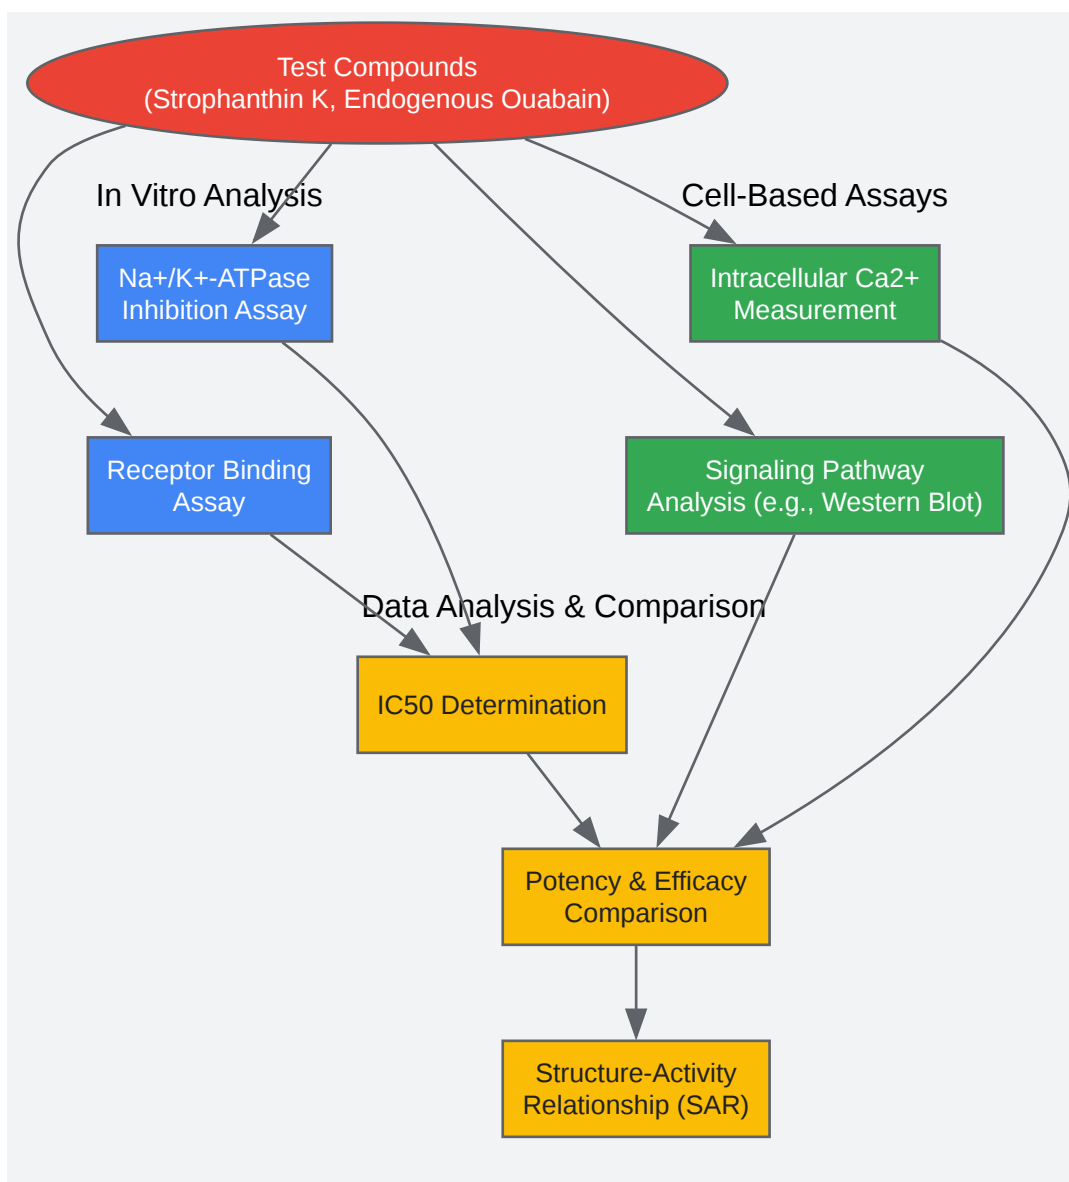 Test Compounds
(Strophanthin K, Endogenous Ouabain)
In Vitro Analysis
Cell-Based Assays
Na+/K+-ATPase
Inhibition Assay
Intracellular Ca2+
Measurement
Receptor Binding
Assay
Signaling Pathway
Analysis (e.g., Western Blot)
Data Analysis & Comparison
IC50 Determination
Potency & Efficacy
Comparison
Structure-Activity
Relationship (SAR)